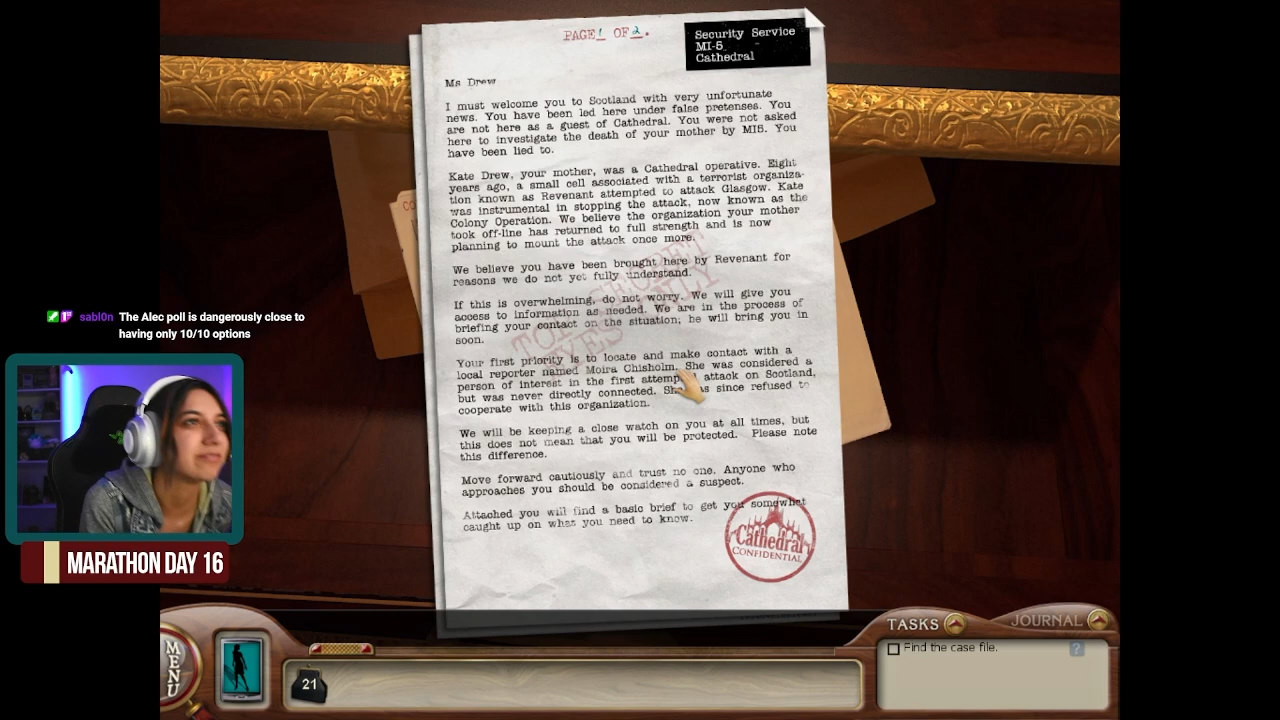 PAGE 1 OF 2.
Security Service
MI-5
Cathedral
Ms Drew
I must welcome you to Scotland with very unfortunate
news. You have been led here under false pretenses. You
are not here as a guest of Cathedral. You were not asked
here to investigate the death of your mother by MI5. You
have been lied to.
Kate Drew, your mother, was a Cathedral operative. Eight
years ago, a small cell associated with a terrorist organiza-
tion known as Revenant attempted to attack Glasgow. Kate
was instrumental in stopping the attack, now known as the
Colony Operation. We believe the organization your mother
took off-line has returned to full strength and is now
planning to mount the attack once more.
We believe you have been brought here by Revenant for
reasons we do not yet fully understand.
If this is overwhelming, do not worry. We will give you
access to information as needed. We are in the process of
briefing your contact on the situation; he will bring you in
soon.
Your first priority is to locate and make contact with a
local reporter named Moira Chisholm. She was considered a
person of interest in the first attempt attack on Scotland,
but was never directly connected. She has since refused to
cooperate with this organization.
We will be keeping a close watch on you at all times, but
this does not mean that you will be protected. Please note
this difference.
Move forward cautiously and trust no one. Anyone who
approaches you should be considered a suspect.
Attached you will find a basic brief to get you somewhat
caught up on what you need to know.
TOP SECRET
EYES ONLY
Cathedral
CONFIDENTIAL
CO
sabl0n The Alec poll is dangerously close to
having only 10/10 options
MARATHON DAY 16
MENU
21
TASKS
JOURNAL
Find the case file.
?